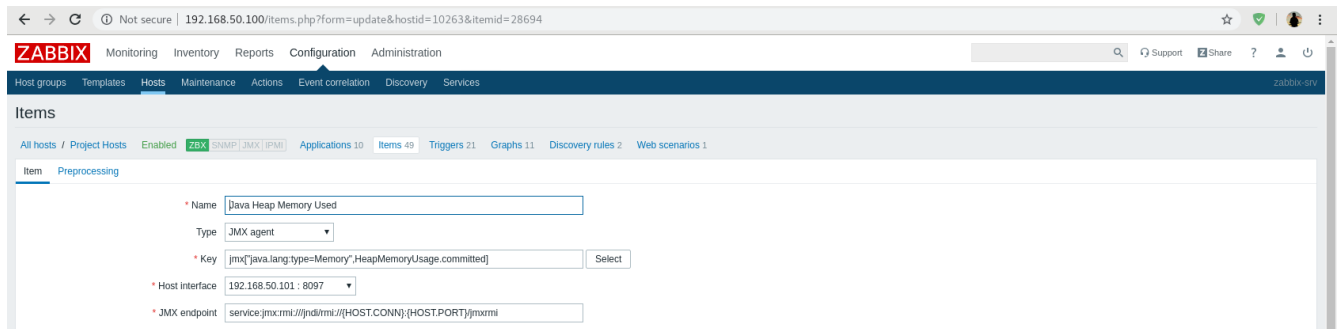 Not secure | 192.168.50.100/items.php?form=update&hostid=10263&itemid=28694
ZABBIX Monitoring Inventory Reports Configuration Administration Support Z Share ?
Host groups Templates Hosts Maintenance Actions Event correlation Discovery Services zabbix-srv
Items
All hosts / Project Hosts Enabled ZBX SNMP JMX IPMI Applications 10 Items 49 Triggers 21 Graphs 11 Discovery rules 2 Web scenarios 1
Item Preprocessing
* Name Java Heap Memory Used
Type JMX agent
* Key jmx["java.lang:type=Memory",HeapMemoryUsage.committed] Select
* Host interface 192.168.50.101 : 8097
* JMX endpoint service:jmx:rmi:///jndi/rmi://{HOST.CONN}:{HOST.PORT}/jmxrmi